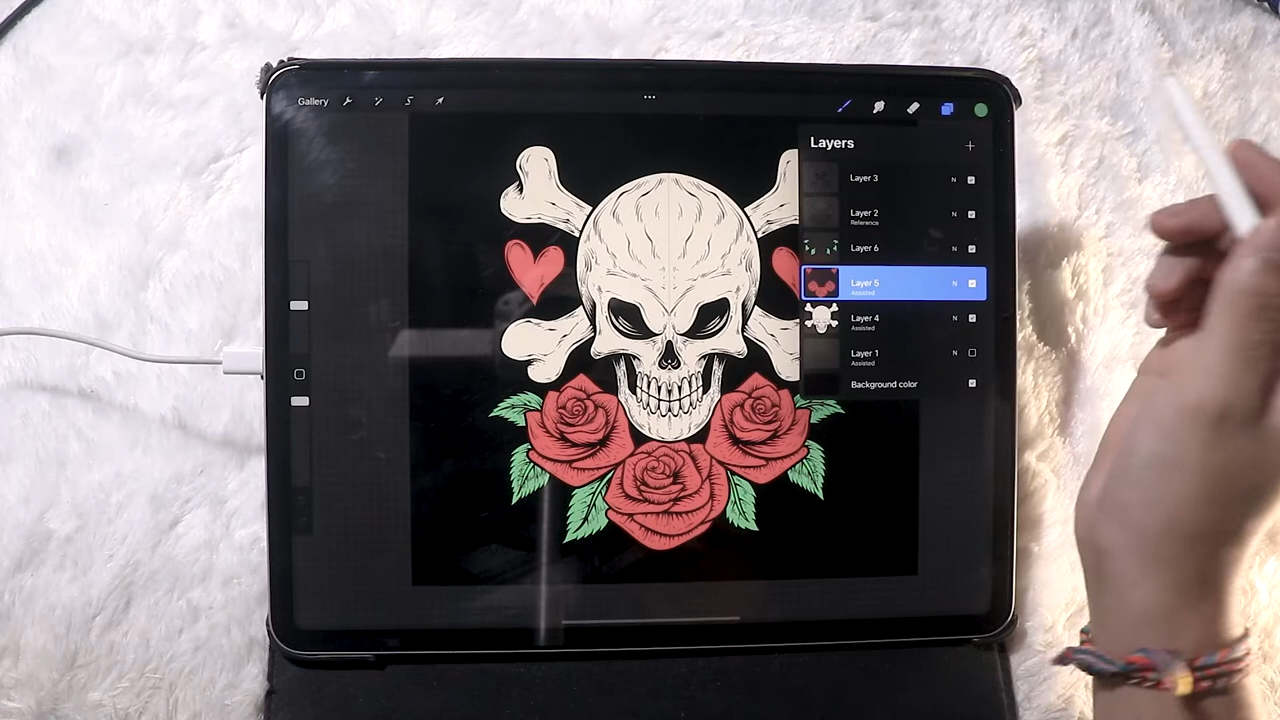 Gallery
Layers
Layer 3 N
Layer 2 N
Reference
Layer 6 N
Layer 5 N
Assisted
Layer 4 N
Assisted
Layer 1 N
Assisted
Background color